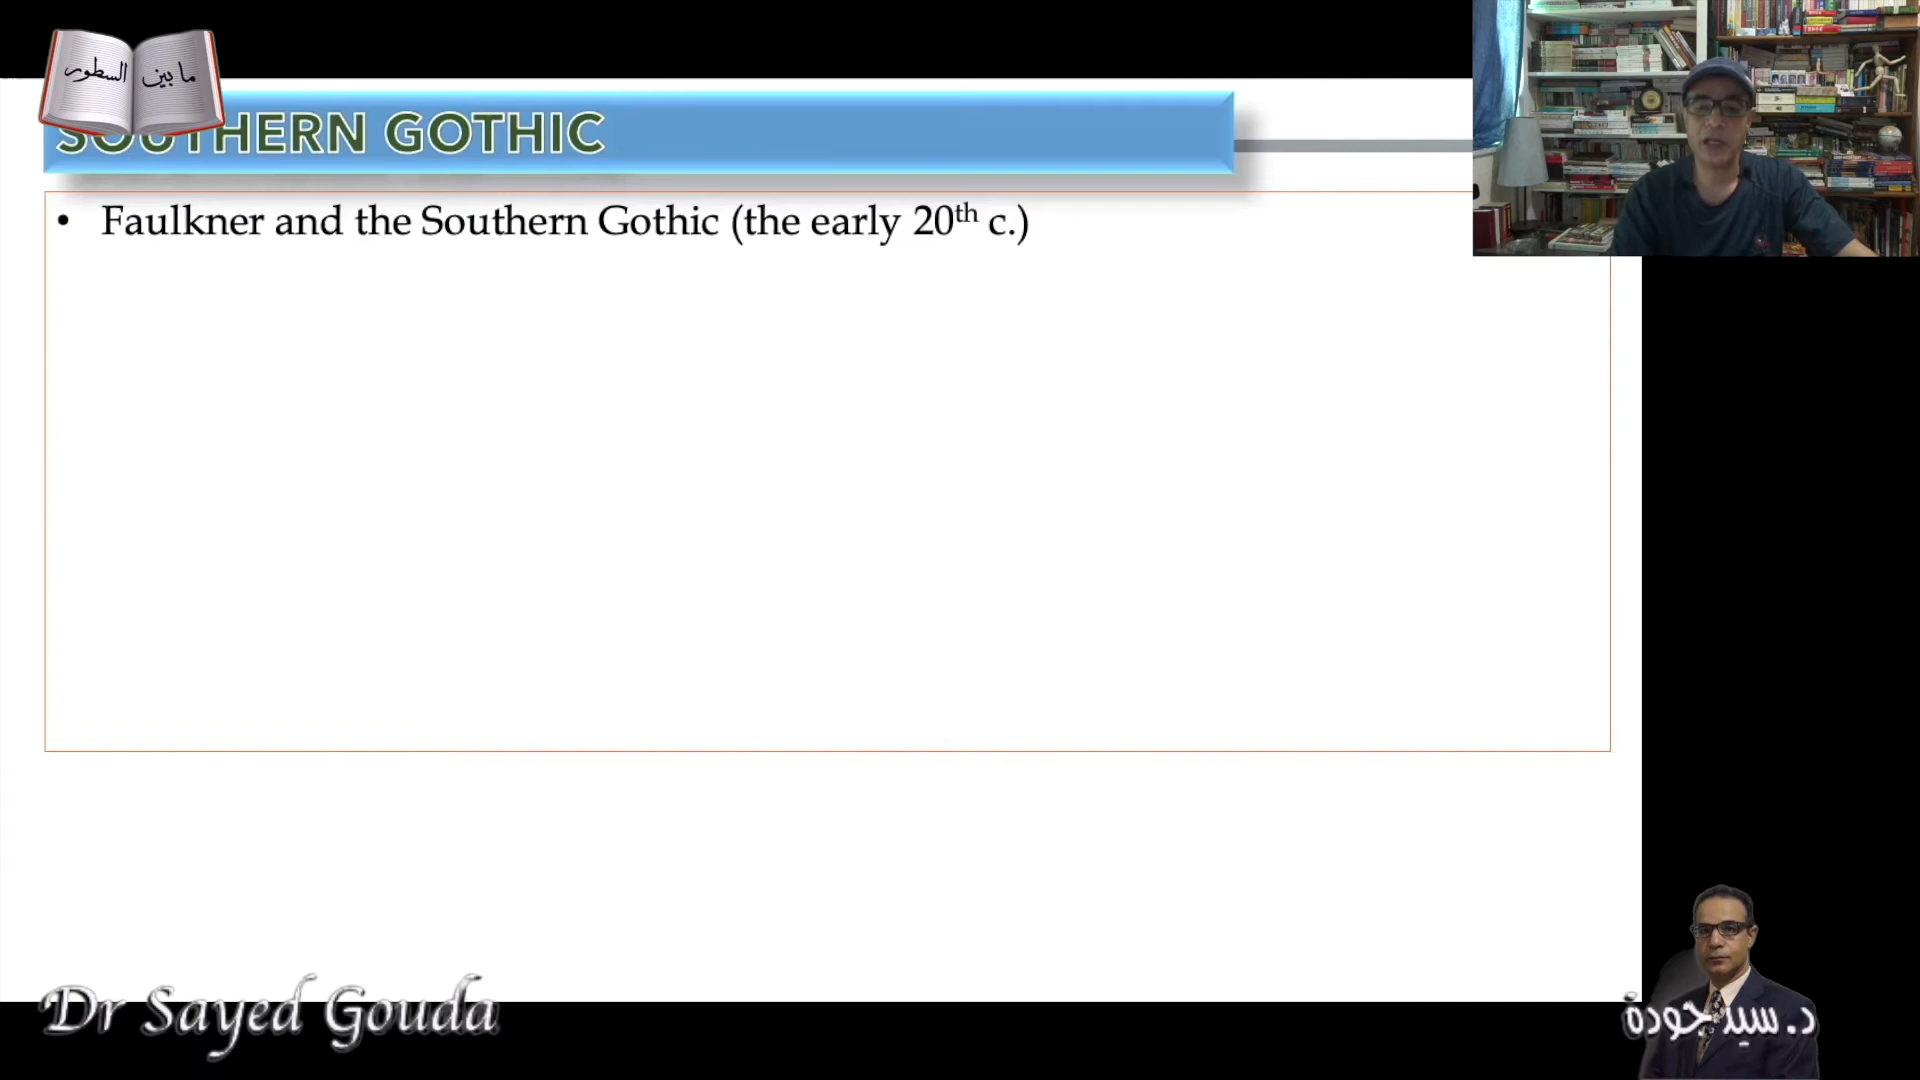 ما بين السطور
SOUTHERN GOTHIC
• Faulkner and the Southern Gothic (the early 20th c.)
Dr Sayed Gouda
د. سيد جودة